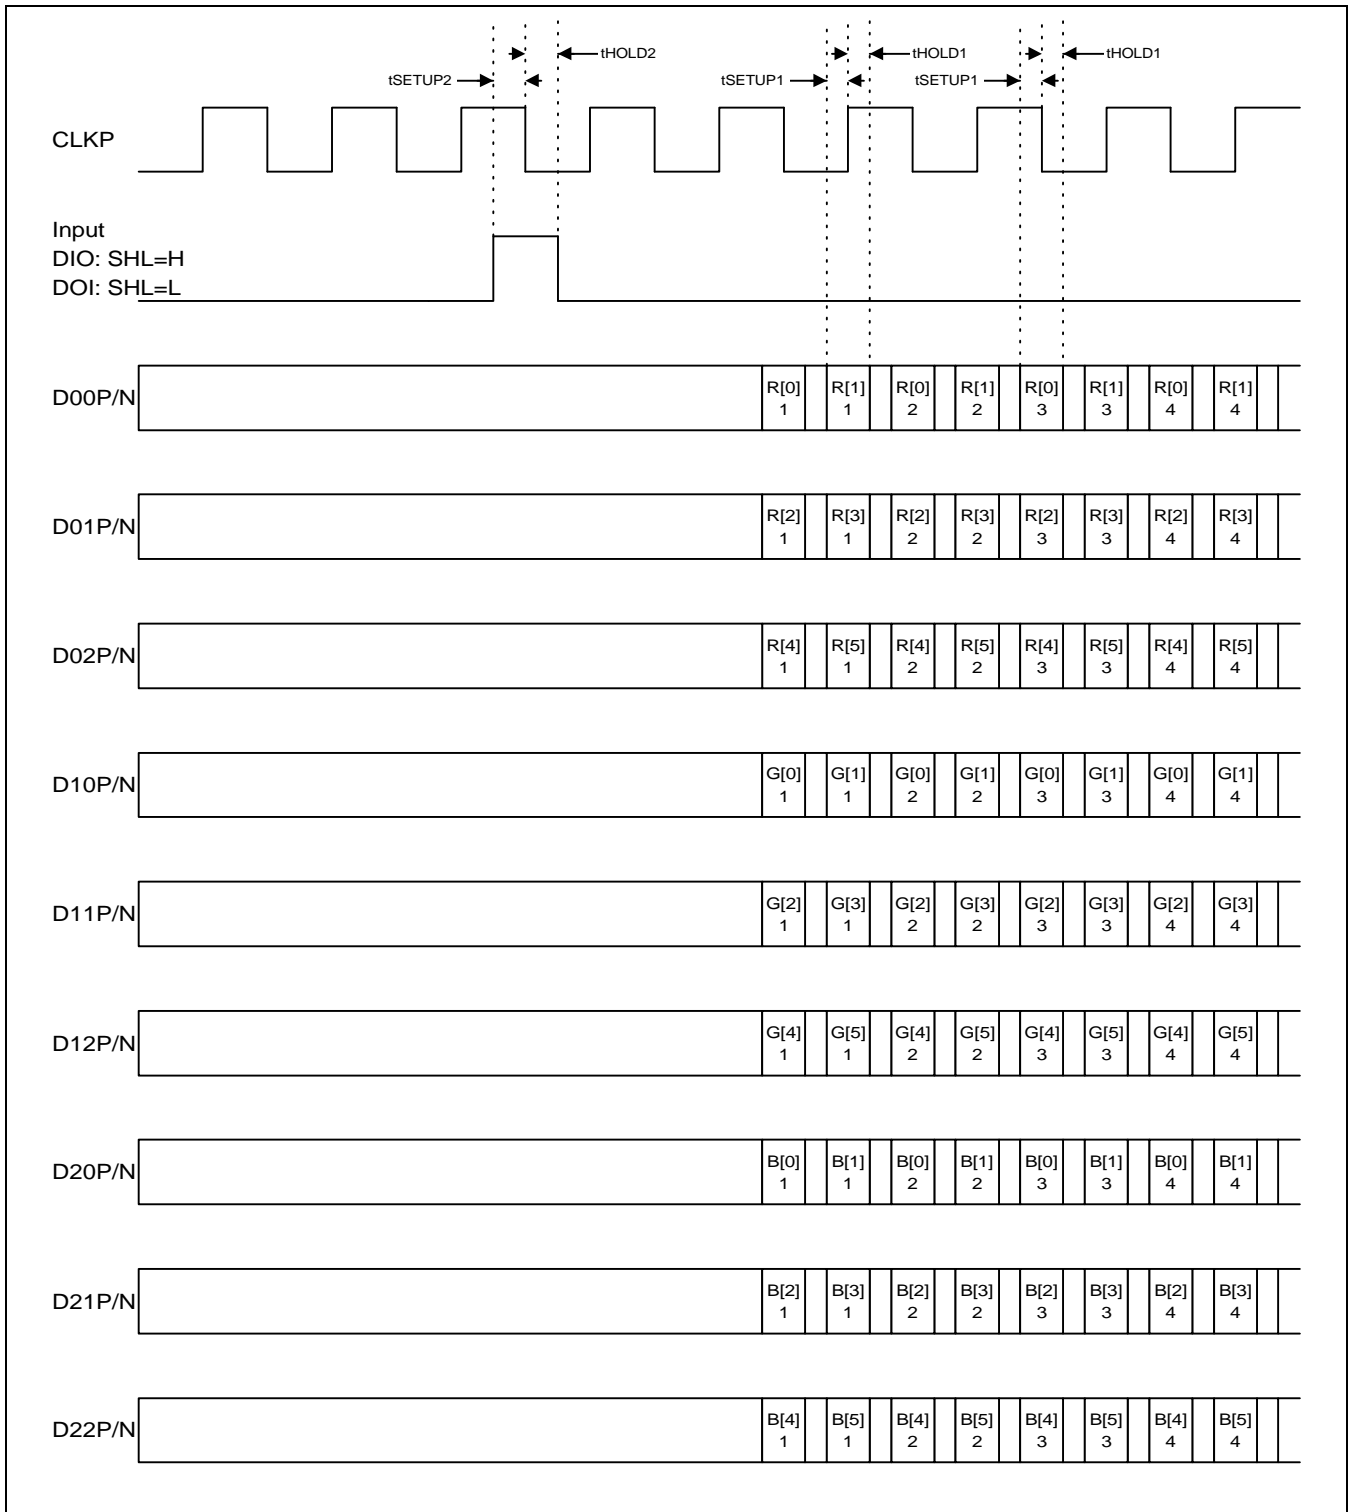 tHOLD2
tHOLD1
tHOLD1
tSETUP2
tSETUP1
tSETUP1
CLKP
Input
DIO: SHL=H
DOI: SHL=L
D00P/N
R[0] R[1] R[0] R[1] R[0] R[1] R[0] R[1]
1 1 2 2 3 3 4 4
D01P/N
R[2] R[3] R[2] R[3] R[2] R[3] R[2] R[3]
1 1 2 2 3 3 4 4
D02P/N
R[4] R[5] R[4] R[5] R[4] R[5] R[4] R[5]
1 1 2 2 3 3 4 4
D10P/N
G[0] G[1] G[0] G[1] G[0] G[1] G[0] G[1]
1 1 2 2 3 3 4 4
D11P/N
G[2] G[3] G[2] G[3] G[2] G[3] G[2] G[3]
1 1 2 2 3 3 4 4
D12P/N
G[4] G[5] G[4] G[5] G[4] G[5] G[4] G[5]
1 1 2 2 3 3 4 4
D20P/N
B[0] B[1] B[0] B[1] B[0] B[1] B[0] B[1]
1 1 2 2 3 3 4 4
D21P/N
B[2] B[3] B[2] B[3] B[2] B[3] B[2] B[3]
1 1 2 2 3 3 4 4
D22P/N
B[4] B[5] B[4] B[5] B[4] B[5] B[4] B[5]
1 1 2 2 3 3 4 4